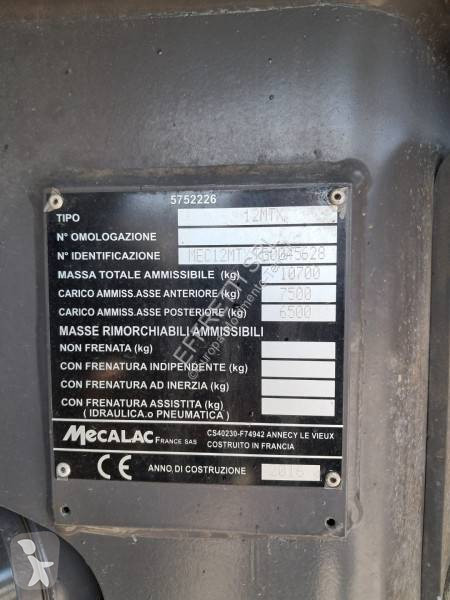 5752226
TIPO 12MTX
N° OMOLOGAZIONE
N° IDENTIFICAZIONE
MASSA TOTALE AMMISSIBILE (kg) 10700
CARICO AMMISS.ASSE ANTERIORE (kg) 7500
CARICO AMMISS.ASSE POSTERIORE (kg) 6500
MASSE RIMORCHIABILI AMMISSIBILI
NON FRENATA (kg)
CON FRENATURA INDIPENDENTE (kg)
CON FRENATURA AD INERZIA (kg)
CON FRENATURA ASSISTITA (kg)
( IDRAULICA.o PNEUMATICA )
MECALAC FRANCE SAS
CS40230-F74942 ANNECY LE VIEUX
COSTRUITO IN FRANCIA
CE ANNO DI COSTRUZIONE 2016